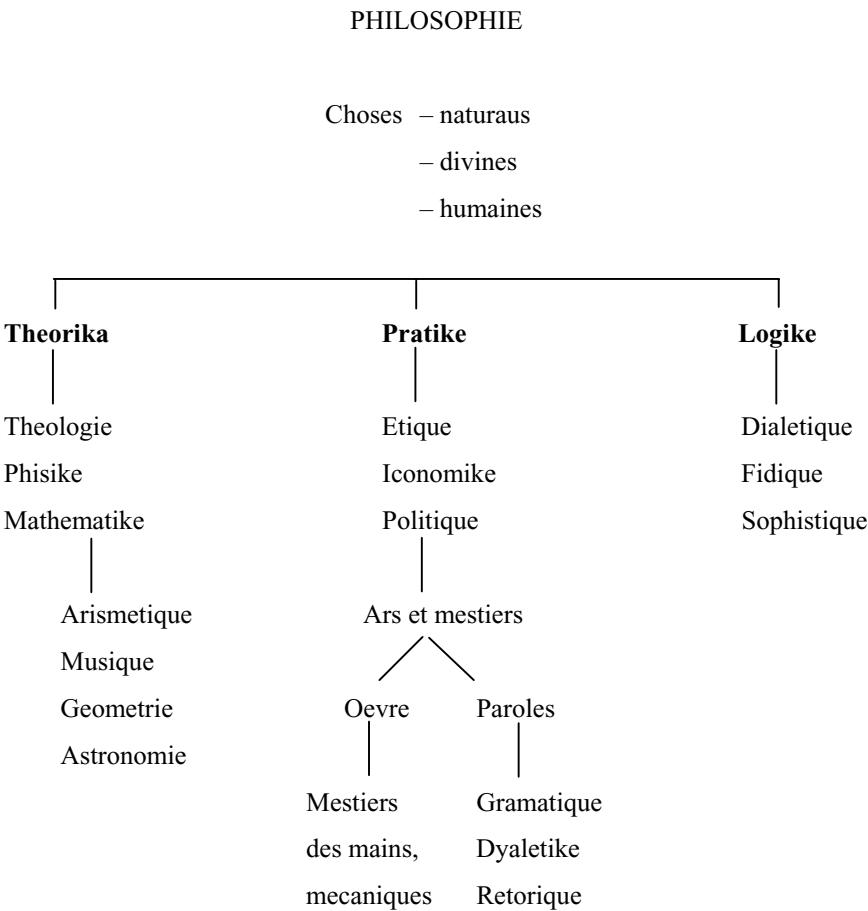 PHILOSOPHIE
Choses – naturaus
– divines
– humaines
Theorika Pratike Logike
Theologie Etique Dialetique
Phisike Iconomike Fidique
Mathematike Politique Sophistique
Arismetique Ars et mestiers
Musique
Geometrie Oevre Paroles
Astronomie
Mestiers Gramatique
des mains, Dyaletike
mecaniques Retorique